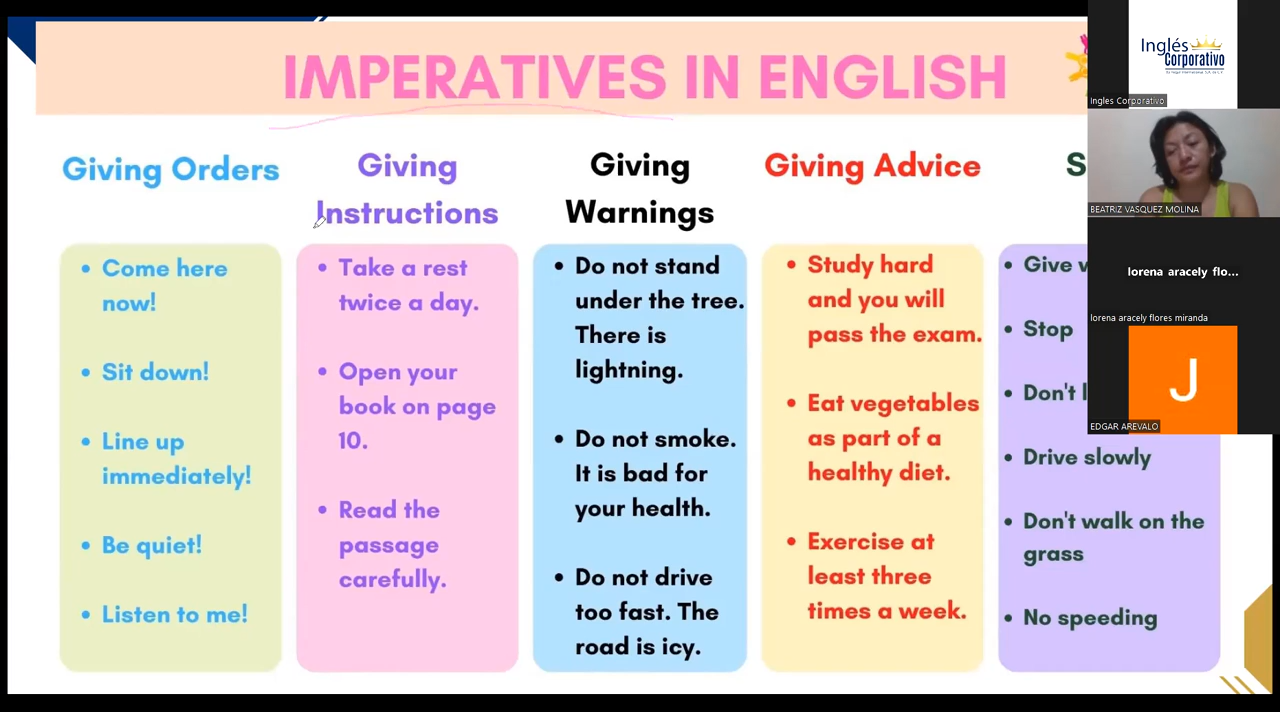 IMPERATIVES IN ENGLISH
Giving Orders
Come here
now!
Sit down!
Line up
immediately!
Be quiet!
Listen to me!
Giving
Instructions
Take a rest
twice a day.
Open your
book on page
10.
Read the
passage
carefully.
Giving
Warnings
Do not stand
under the tree.
There is
lightning.
Do not smoke.
It is bad for
your health.
Do not drive
too fast. The
road is icy.
Giving Advice
Study hard
and you will
pass the exam.
Eat vegetables
as part of a
healthy diet.
Exercise at
least three
times a week.
S
Give
Stop
Don't
Drive slowly
Don't walk on the
grass
No speeding
Inglés
Corporativo
Ingles Corporativo
BEATRIZ VASQUEZ MOLINA
lorena aracely flo...
lorena aracely flores miranda
J
EDGAR AREVALO